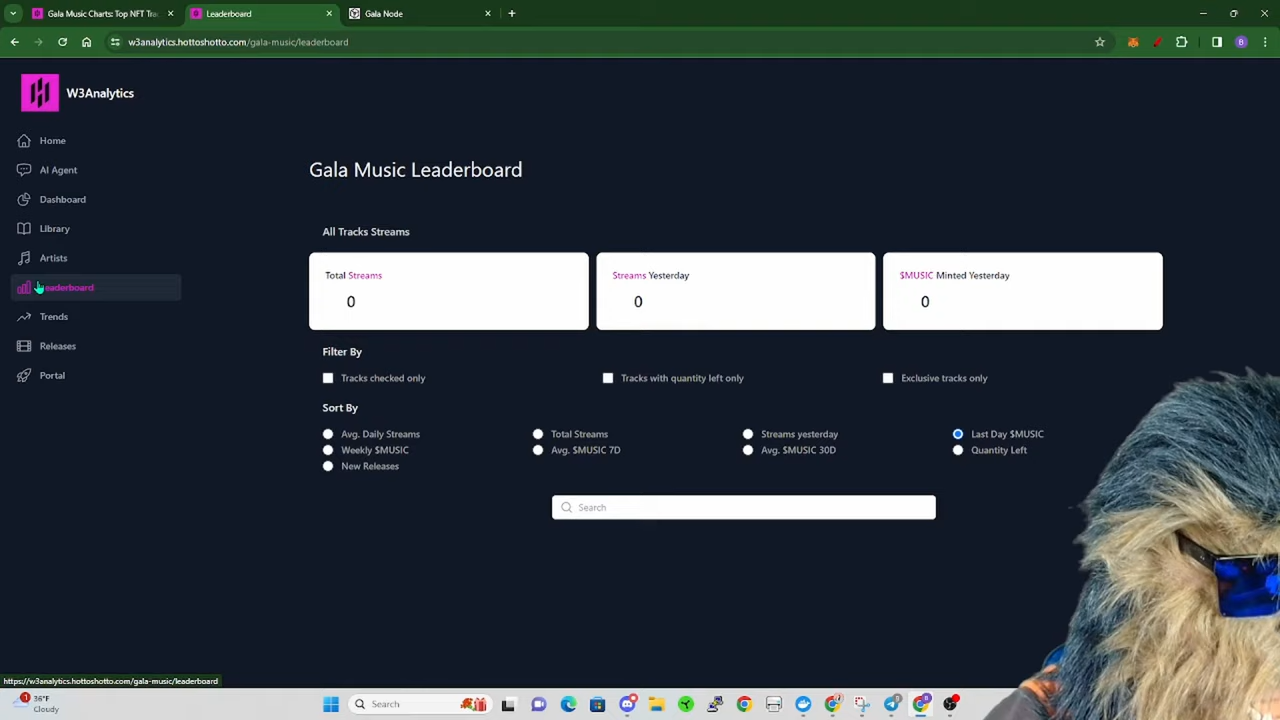 Gala Music Charts: Top NFT Tra
Leaderboard
Gala Node
w3analytics.hottoshotto.com/gala-music/leaderboard
B
W3Analytics
Home
AI Agent
Dashboard
Library
Artists
Leaderboard
Trends
Releases
Portal
Gala Music Leaderboard
All Tracks Streams
Total Streams
0
Streams Yesterday
0
$MUSIC Minted Yesterday
0
Filter By
Tracks checked only
Tracks with quantity left only
Exclusive tracks only
Sort By
Avg. Daily Streams
Total Streams
Streams yesterday
Last Day $MUSIC
Weekly $MUSIC
Avg. $MUSIC 7D
Avg. $MUSIC 30D
Quantity Left
New Releases
Search
https://w3analytics.hottoshotto.com/gala-music/leaderboard
1
36°F
Cloudy
Search